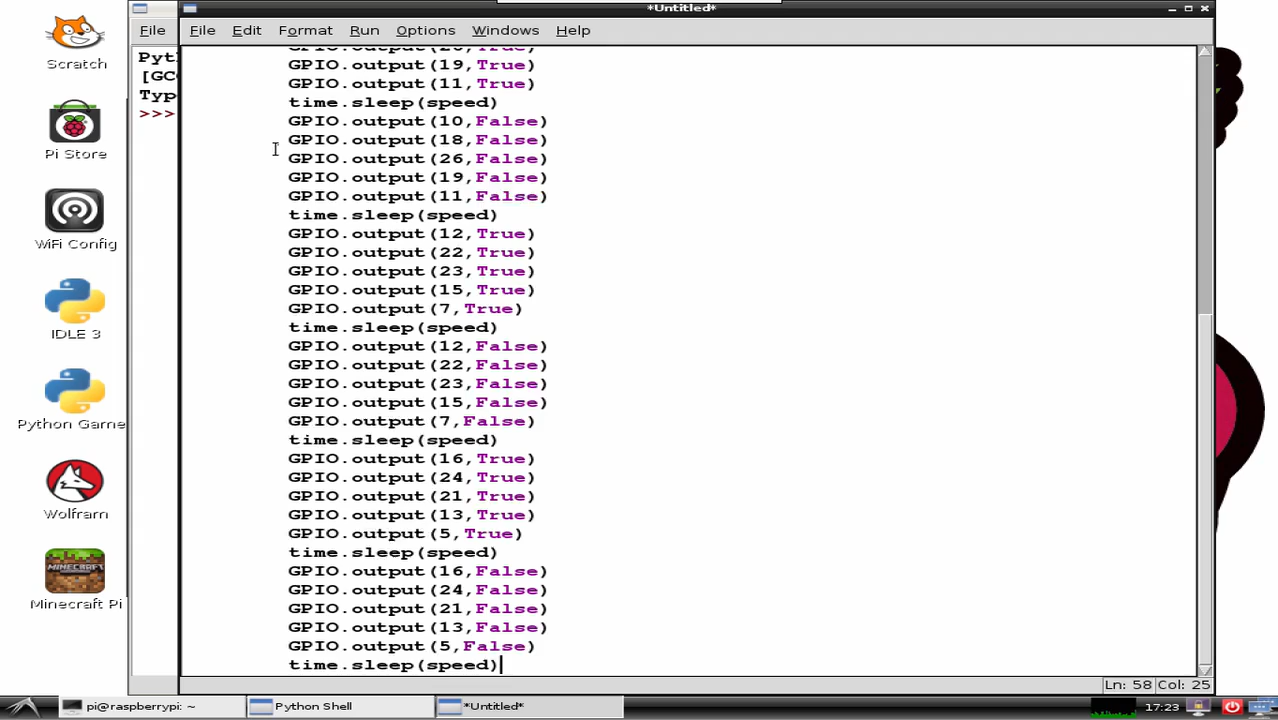 *Untitled*
File
File Edit Format Run Options Windows Help
Pyt
[GC
Typ
>>>
GPIO.output(26,True)
GPIO.output(19,True)
GPIO.output(11,True)
time.sleep(speed)
GPIO.output(10,False)
GPIO.output(18,False)
GPIO.output(26,False)
GPIO.output(19,False)
GPIO.output(11,False)
time.sleep(speed)
GPIO.output(12,True)
GPIO.output(22,True)
GPIO.output(23,True)
GPIO.output(15,True)
GPIO.output(7,True)
time.sleep(speed)
GPIO.output(12,False)
GPIO.output(22,False)
GPIO.output(23,False)
GPIO.output(15,False)
GPIO.output(7,False)
time.sleep(speed)
GPIO.output(16,True)
GPIO.output(24,True)
GPIO.output(21,True)
GPIO.output(13,True)
GPIO.output(5,True)
time.sleep(speed)
GPIO.output(16,False)
GPIO.output(24,False)
GPIO.output(21,False)
GPIO.output(13,False)
GPIO.output(5,False)
time.sleep(speed)
Ln: 58 Col: 25
Scratch
Pi Store
WiFi Config
IDLE 3
Python Game
Wolfram
MINECRAFT
Minecraft Pi
pi@raspberrypi: ~
Python Shell
*Untitled*
17:23